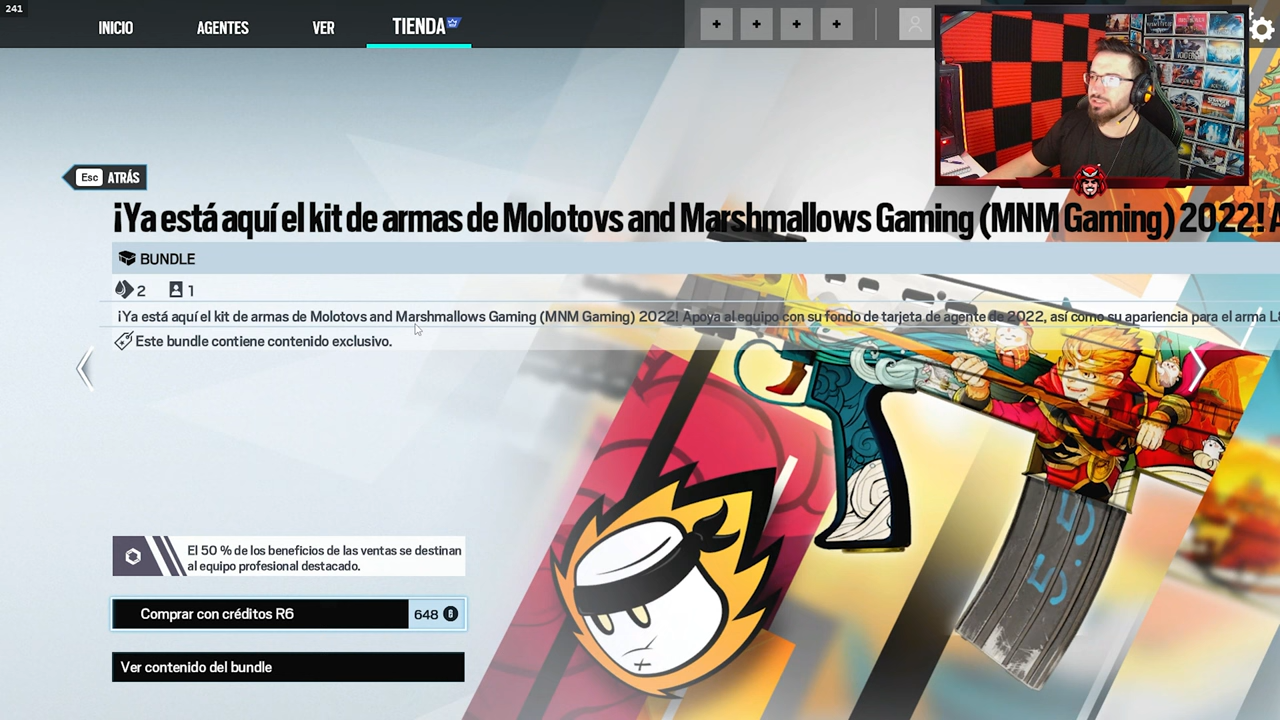 241
INICIO
AGENTES
VER
TIENDA
Esc ATRÁS
¡Ya está aquí el kit de armas de Molotovs and Marshmallows Gaming (MNM Gaming) 2022! A
BUNDLE
2 1
¡Ya está aquí el kit de armas de Molotovs and Marshmallows Gaming (MNM Gaming) 2022! Apoya al equipo con su fondo de tarjeta de agente de 2022, así como su apariencia para el arma L8
Este bundle contiene contenido exclusivo.
El 50 % de los beneficios de las ventas se destinan
al equipo profesional destacado.
Comprar con créditos R6 648
Ver contenido del bundle